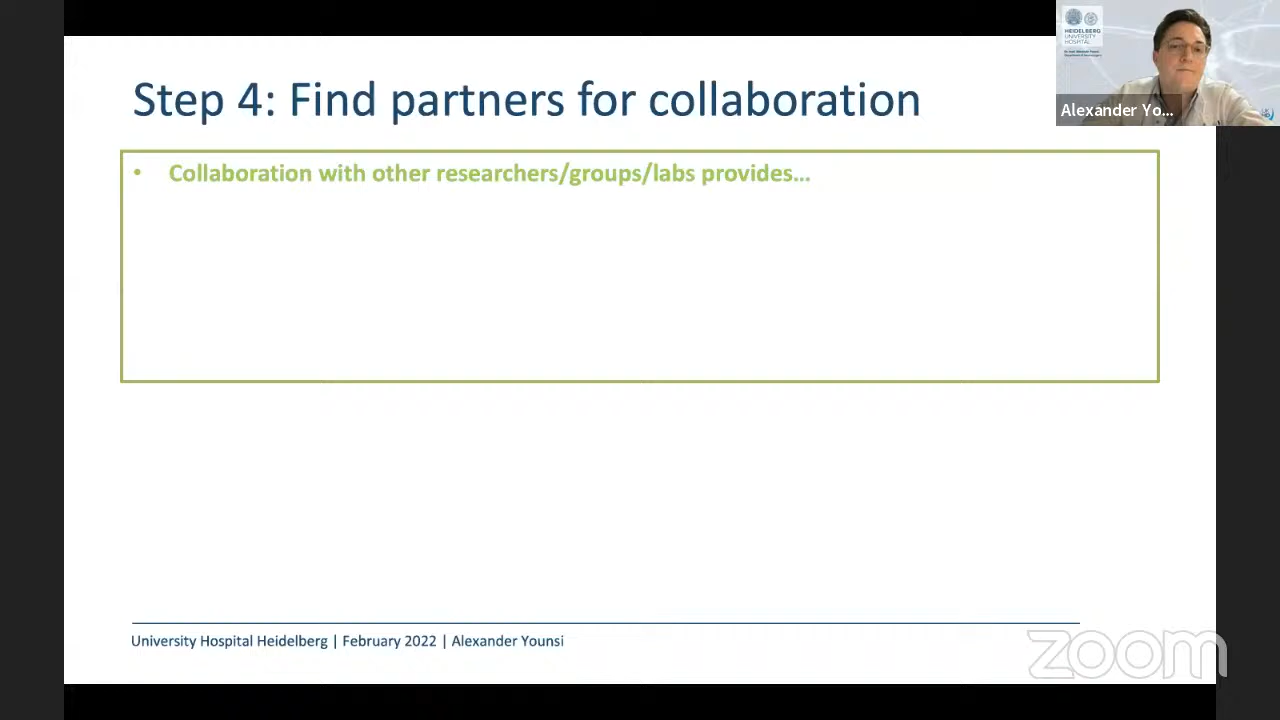 Step 4: Find partners for collaboration
HEIDELBERG
UNIVERSITY
HOSPITAL
Alexander Yo...
• Collaboration with other researchers/groups/labs provides...
University Hospital Heidelberg | February 2022 | Alexander Younsi
zoom